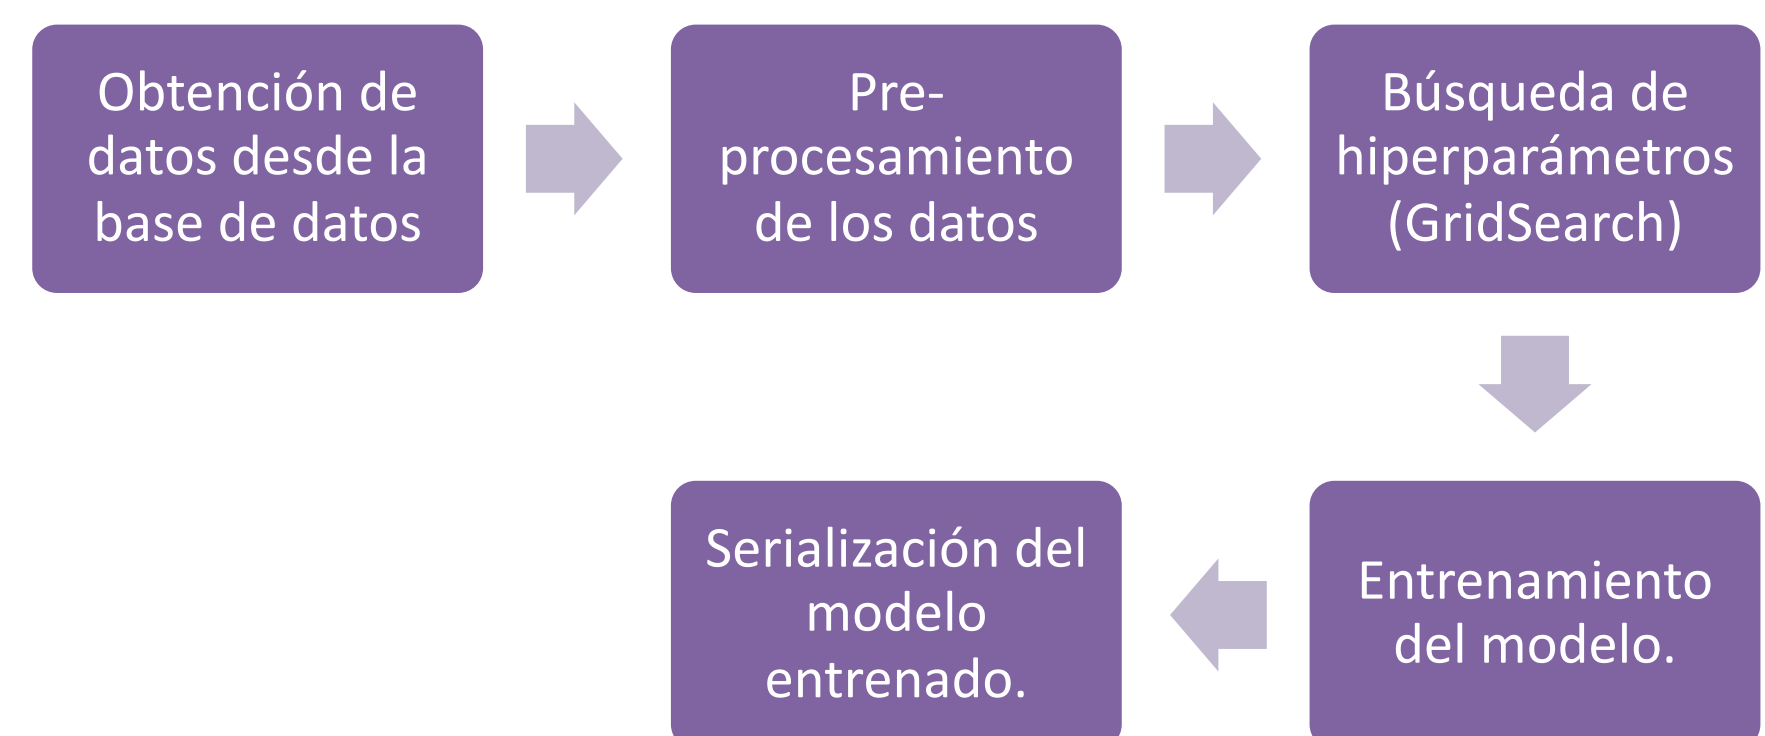 Obtención de
datos desde la
base de datos
Pre-
procesamiento
de los datos
Búsqueda de
hiperparámetros
(GridSearch)
Entrenamiento
del modelo.
Serialización del
modelo
entrenado.